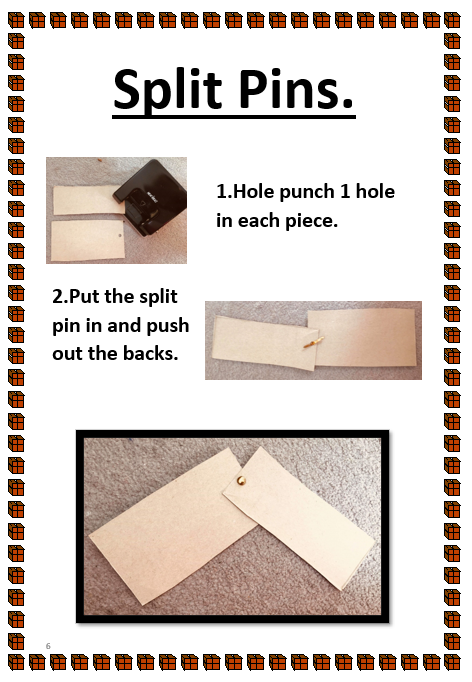 Split Pins.
1.Hole punch 1 hole
in each piece.
2.Put the split
pin in and push
out the backs.
6